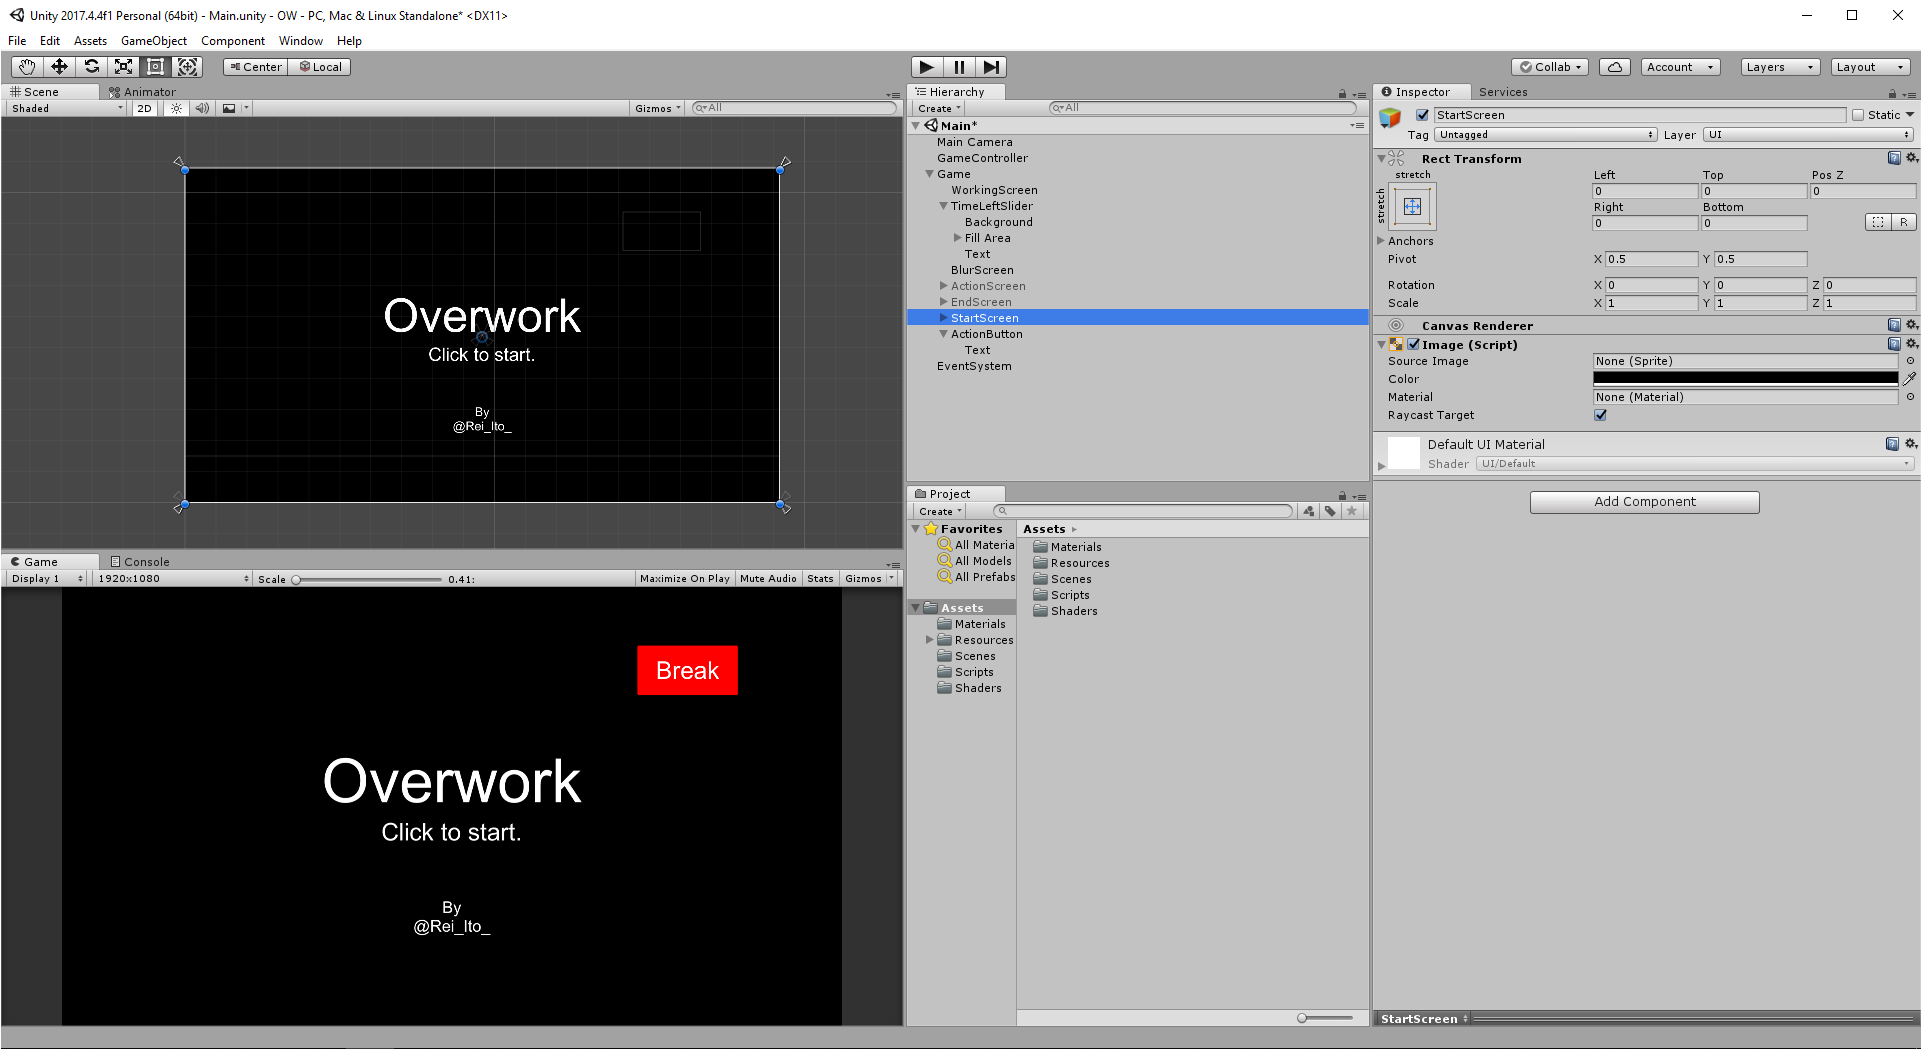 Unity 2017.4.4f1 Personal (64bit) - Main.unity - OW - PC, Mac & Linux Standalone* <DX11>
File Edit Assets GameObject Component Window Help
Center Local
Collab Account Layers Layout
Scene Animator
Shaded 2D Gizmos All
Overwork
Click to start.
By
@Rei_Ito_
Game Console
Display 1 1920x1080 Scale 0.41: Maximize On Play Mute Audio Stats Gizmos
Break
Overwork
Click to start.
By
@Rei_Ito_
Hierarchy
Create All
Main*
Main Camera
GameController
Game
WorkingScreen
TimeLeftSlider
Background
Fill Area
Text
BlurScreen
ActionScreen
EndScreen
StartScreen
ActionButton
Text
EventSystem
Project
Create
Favorites
All Materia
All Models
All Prefabs
Assets
Materials
Resources
Scenes
Scripts
Shaders
Assets
Materials
Resources
Scenes
Scripts
Shaders
Inspector Services
StartScreen Static
Tag Untagged Layer UI
Rect Transform
stretch
stretch
Left Top Pos Z
0 0 0
Right Bottom
0 0 R
Anchors
Pivot X 0.5 Y 0.5
Rotation X 0 Y 0 Z 0
Scale X 1 Y 1 Z 1
Canvas Renderer
Image (Script)
Source Image None (Sprite)
Color
Material None (Material)
Raycast Target
Default UI Material
Shader UI/Default
Add Component
StartScreen